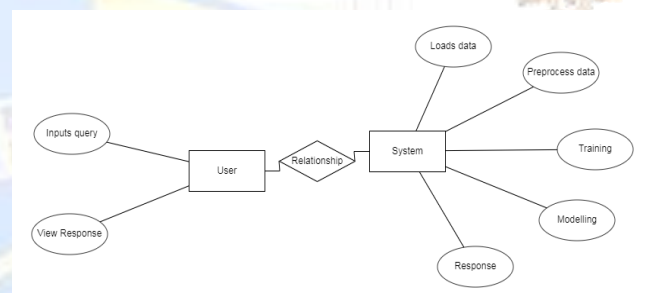 Loads data
Preprocess data
Inputs query
Relationship
System
Training
User
View Response
Modelling
Response